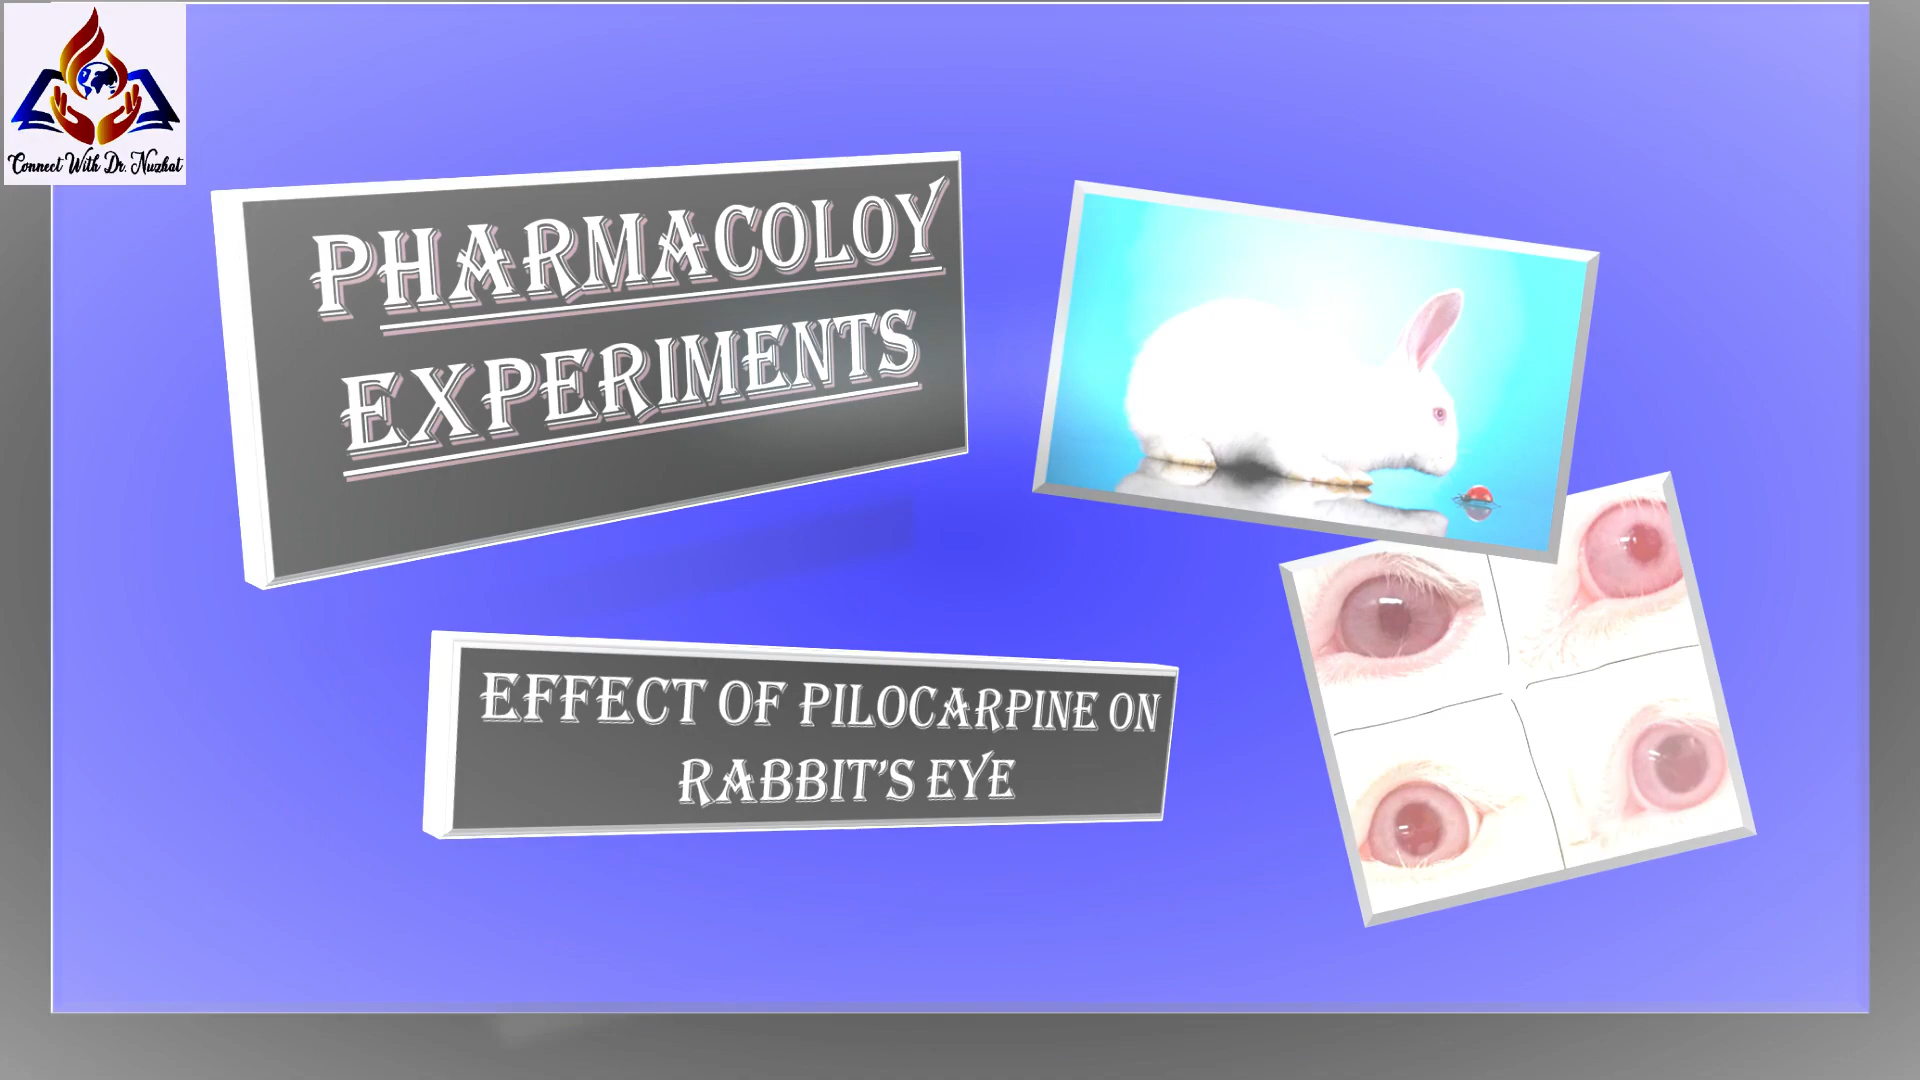 Connect With Dr. Nuzhat
PHARMACOLOY
EXPERIMENTS
EFFECT OF PILOCARPINE ON
RABBIT'S EYE